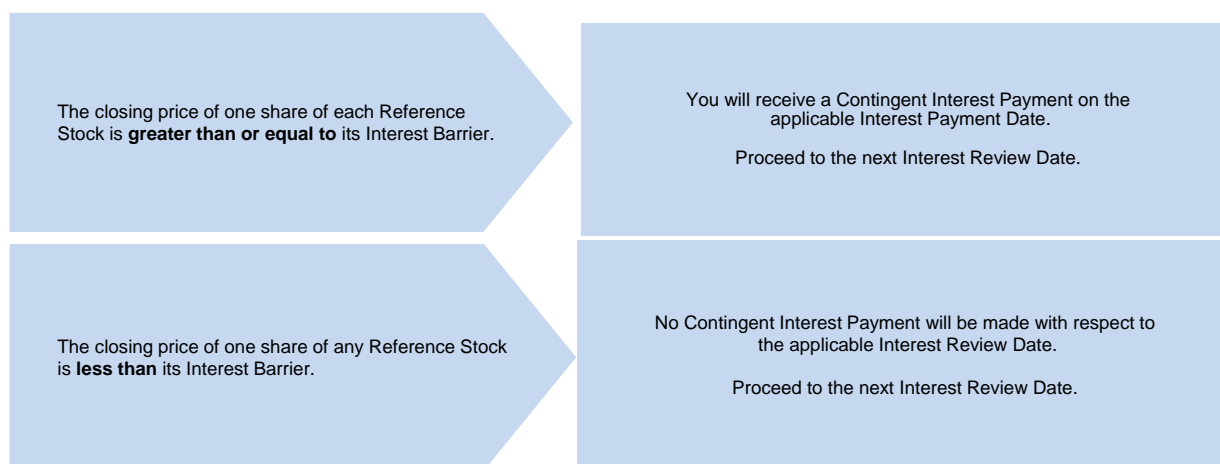 The closing price of one share of each Reference
Stock is greater than or equal to its Interest Barrier.
You will receive a Contingent Interest Payment on the
applicable Interest Payment Date.
Proceed to the next Interest Review Date.
The closing price of one share of any Reference Stock
is less than its Interest Barrier.
No Contingent Interest Payment will be made with respect to
the applicable Interest Review Date.
Proceed to the next Interest Review Date.